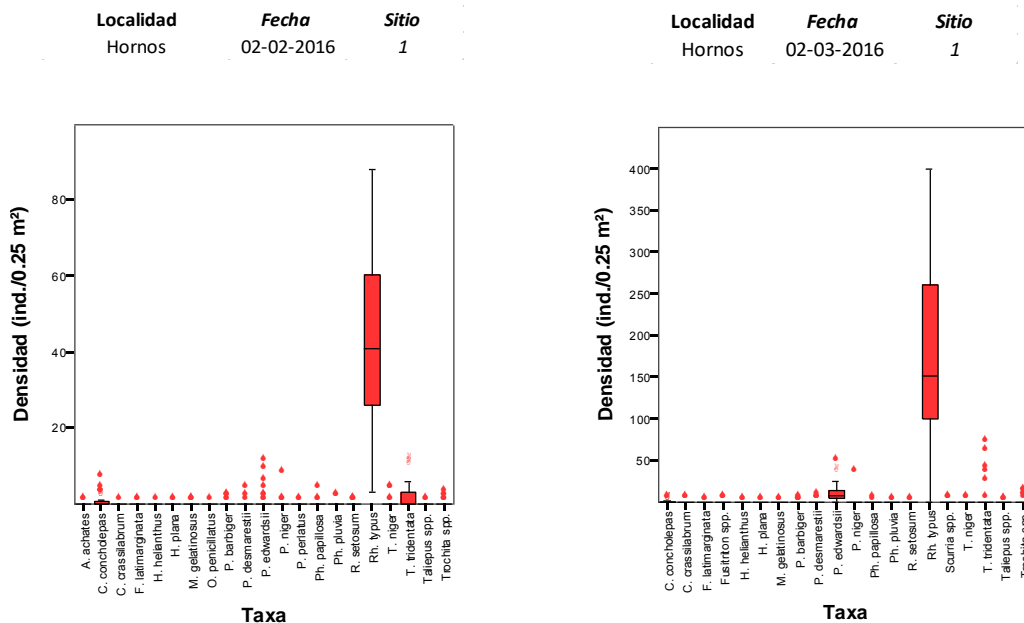 Localidad Fecha Sitio
Hornos 02-02-2016 1
Densidad (ind./0.25 m²)
80
60
40
20
A. achates
C. conchdepas
C. crassilabrum
F. latimarginata
H. helianthus
H. plana
M. gelatinosus
O. penicillatus
P. barbiger
P. desmarestii
P. edwardsii
P. niger
P. perlatus
Ph. papillosa
Ph. pluvia
R. setosum
Rh. typus
T. niger
T. tridentata
Taliepus spp.
Trochita spp.
Taxa
Localidad Fecha Sitio
Hornos 02-03-2016 1
Densidad (ind./0.25 m²)
400
350
300
250
200
150
100
50
C. concholepas
C. crassilabrum
F. latimarginata
Fusitriton spp.
H. helianthus
H. plana
M. gelatinosus
P. barbiger
P. desmarestii
P. edwardsii
P. niger
Ph. papillosa
Ph. pluvia
R. setosum
Rh. typus
Scurria spp.
T. niger
T. tridentata
Taliepus spp.
Taxa